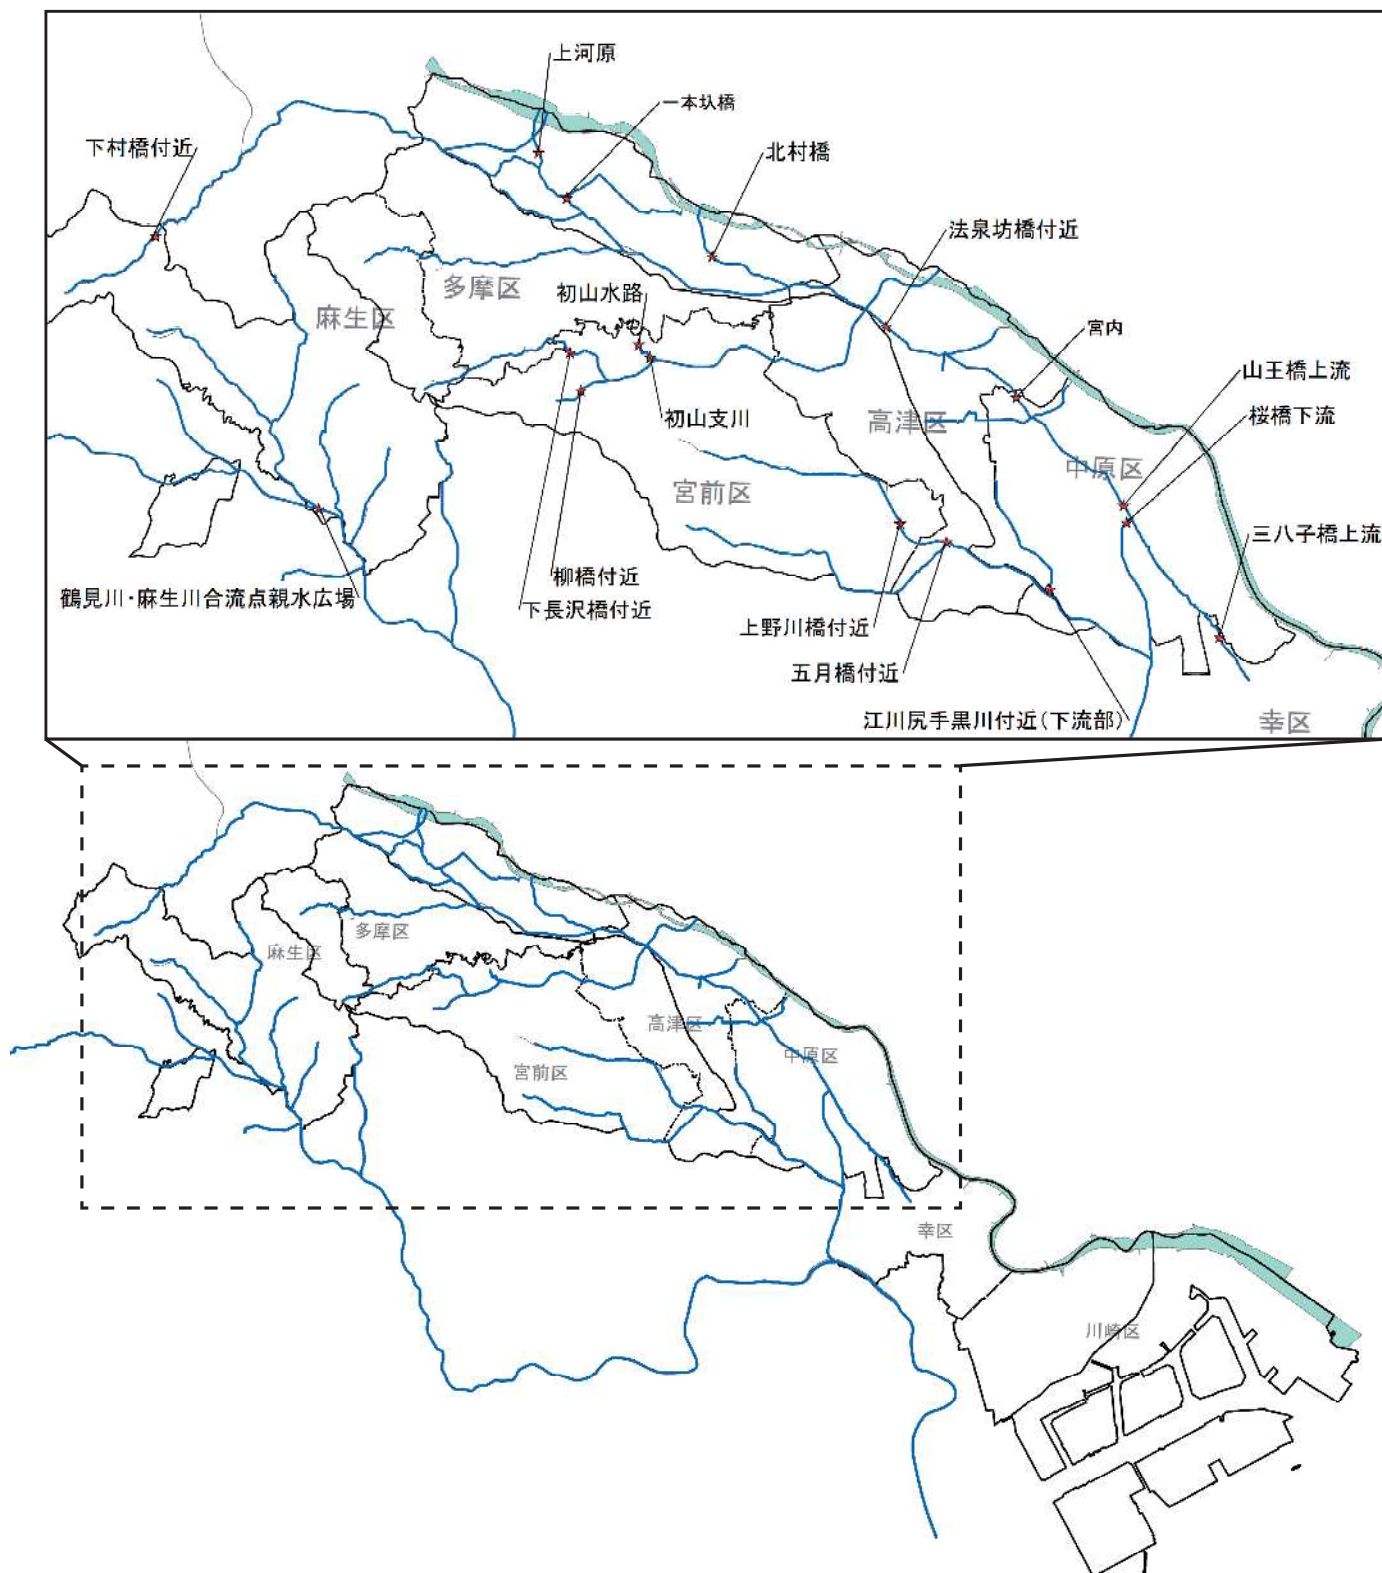 上河原
一本圦橋
下村橋付近
北村橋
法泉坊橋付近
多摩区
初山水路
麻生区
宮内
山王橋上流
桜橋下流
高津区
初山支川
中原区
宮前区
三八子橋上流
柳橋付近
鶴見川・麻生川合流点親水広場
下長沢橋付近
上野川橋付近
五月橋付近
江川尻手黒川付近（下流部）
幸区
多摩区
麻生区
高津区
中原区
宮前区
幸区
川崎区